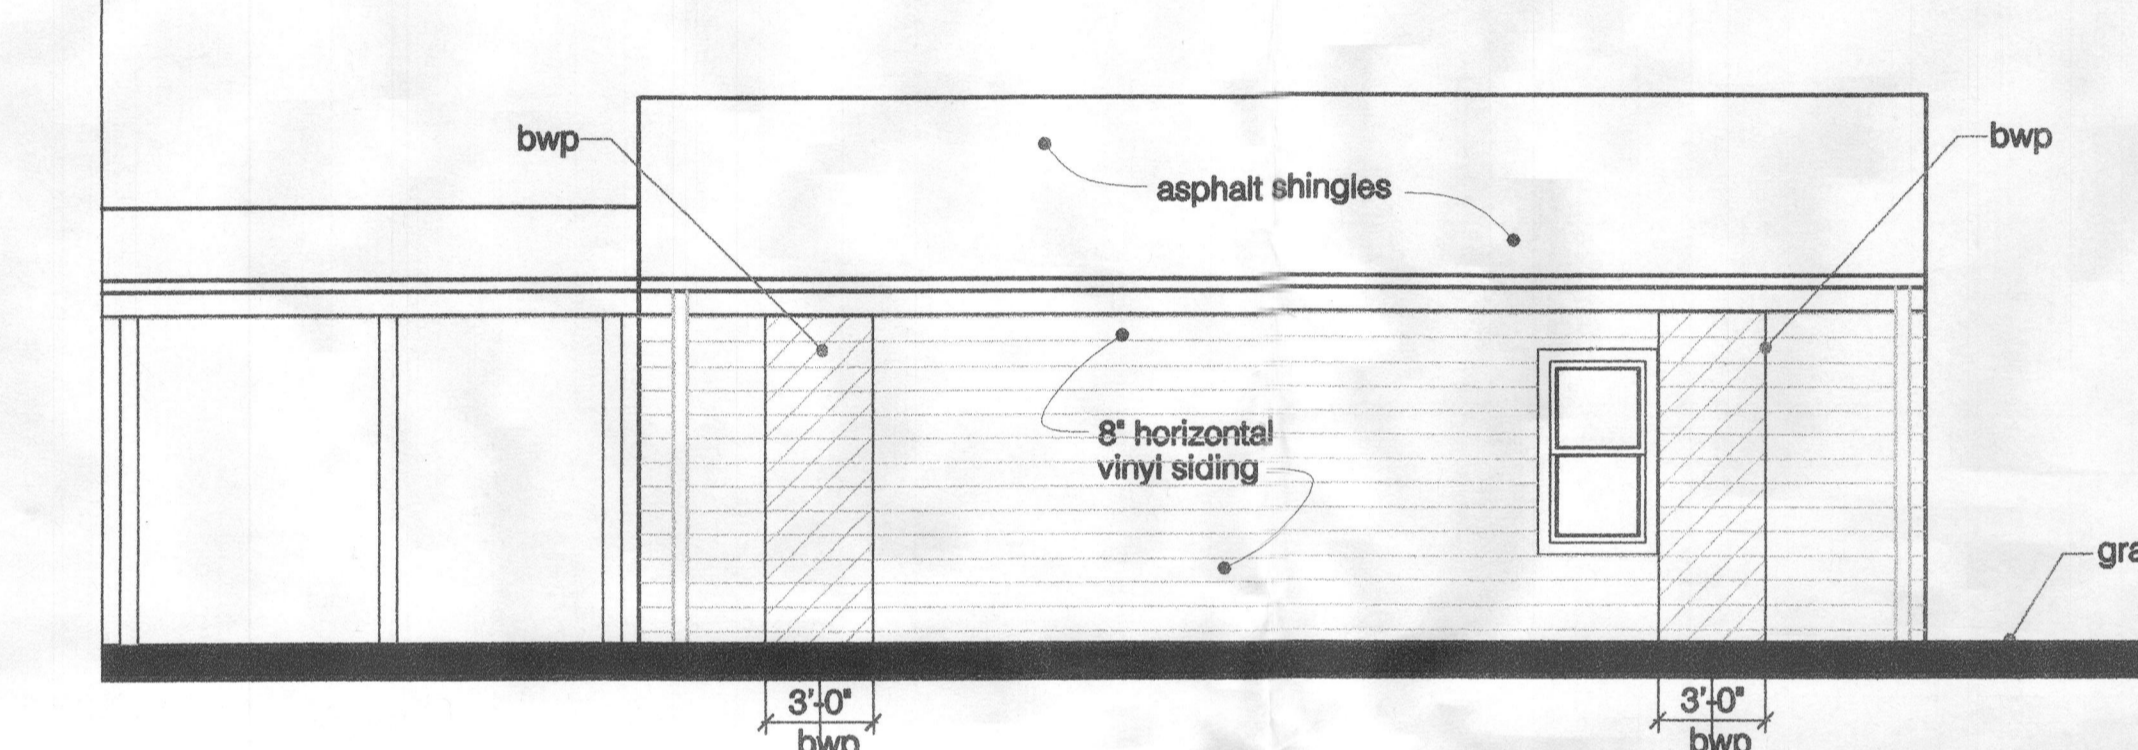 bwp
bwp
asphalt shingles
8" horizontal
vinyl siding
3'-0"
bwp
3'-0"
bwp